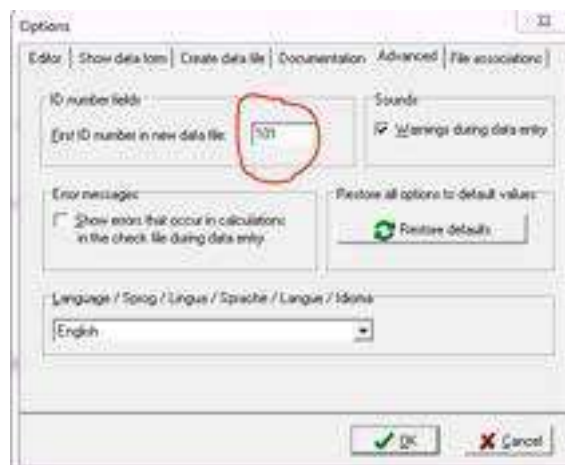 Options
Editor | Show data form | Create data file | Documentation | Advanced | File associations
ID number fields
First ID number in new data file:
101
Sounds
Warnings during data entry
Error messages
Show errors that occur in calculations
in the check file during data entry
Restore all options to default values
Restore defaults
Language / Sprog / Lingua / Sprache / Langue / Idioma
English
OK
Cancel